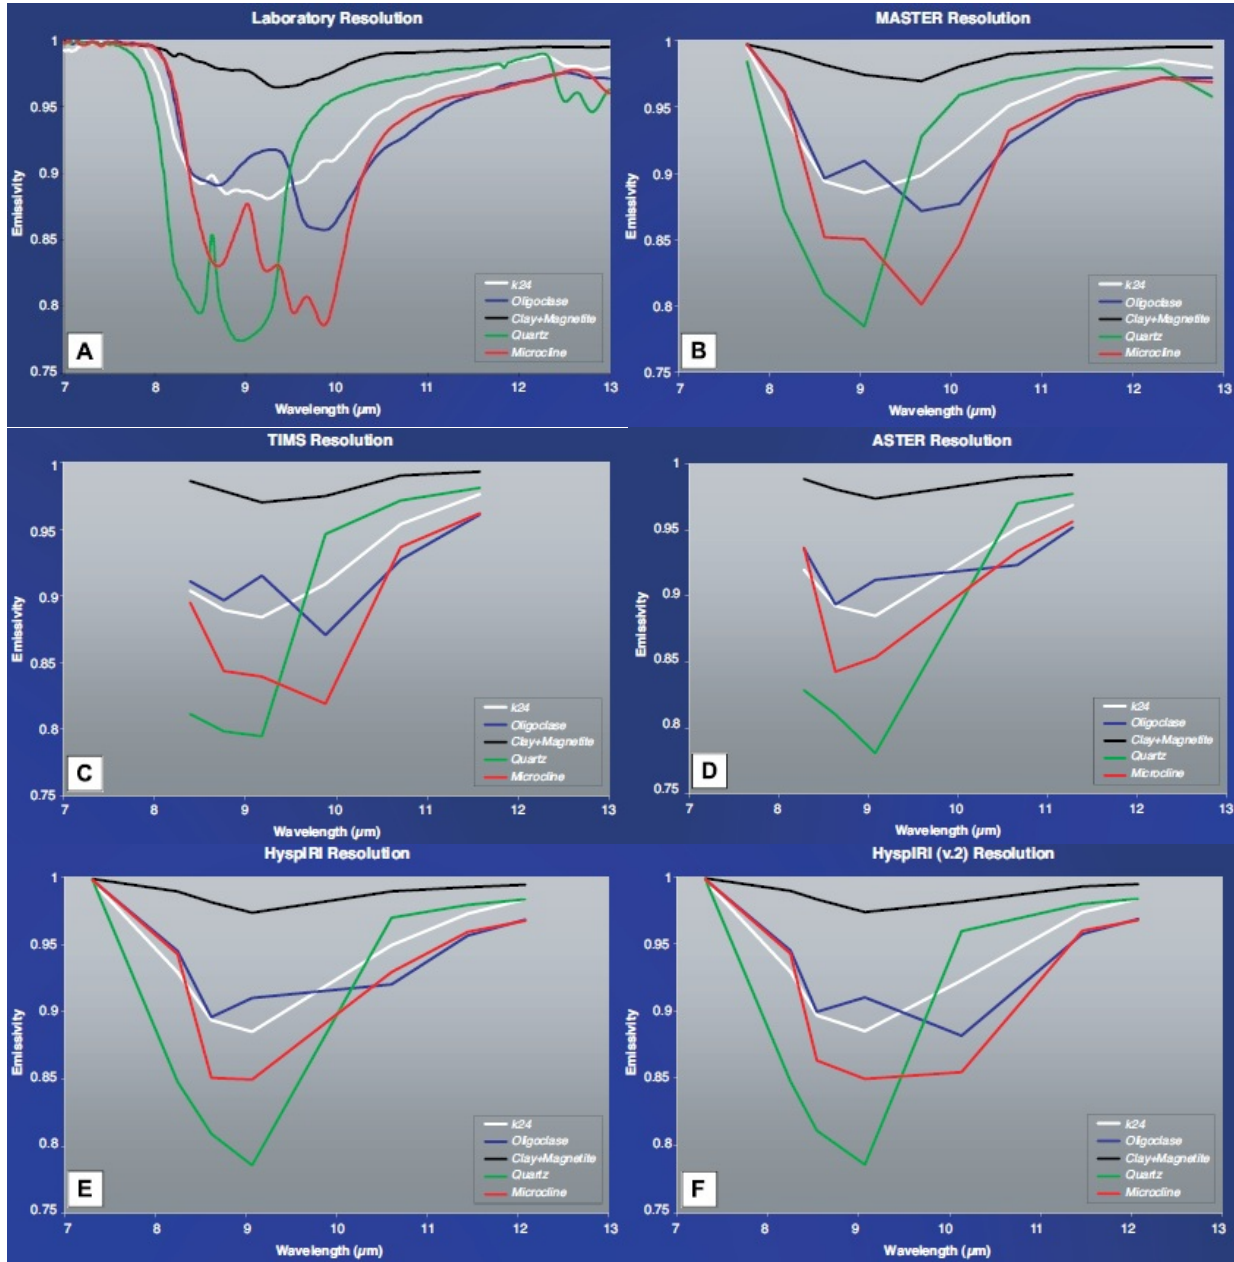 Laboratory Resolution
1
0.95
0.9
0.85
0.8
0.75
Emissivity
7 8 9 10 11 12 13
Wavelength (µm)
k24
Oligoclase
Clay+Magnetite
Quartz
Microcline
A
MASTER Resolution
1
0.95
0.9
0.85
0.8
0.75
Emissivity
7 8 9 10 11 12 13
Wavelength (µm)
k24
Oligoclase
Clay+Magnetite
Quartz
Microcline
B
TIMS Resolution
1
0.95
0.9
0.85
0.8
0.75
Emissivity
7 8 9 10 11 12 13
Wavelength (µm)
k24
Oligoclase
Clay+Magnetite
Quartz
Microcline
C
ASTER Resolution
1
0.95
0.9
0.85
0.8
0.75
Emissivity
7 8 9 10 11 12 13
Wavelength (µm)
k24
Oligoclase
Clay+Magnetite
Quartz
Microcline
D
HyspIRI Resolution
1
0.95
0.9
0.85
0.8
0.75
Emissivity
7 8 9 10 11 12 13
Wavelength (µm)
k24
Oligoclase
Clay+Magnetite
Quartz
Microcline
E
HyspIRI (v.2) Resolution
1
0.95
0.9
0.85
0.8
0.75
Emissivity
7 8 9 10 11 12 13
Wavelength (µm)
k24
Oligoclase
Clay+Magnetite
Quartz
Microcline
F